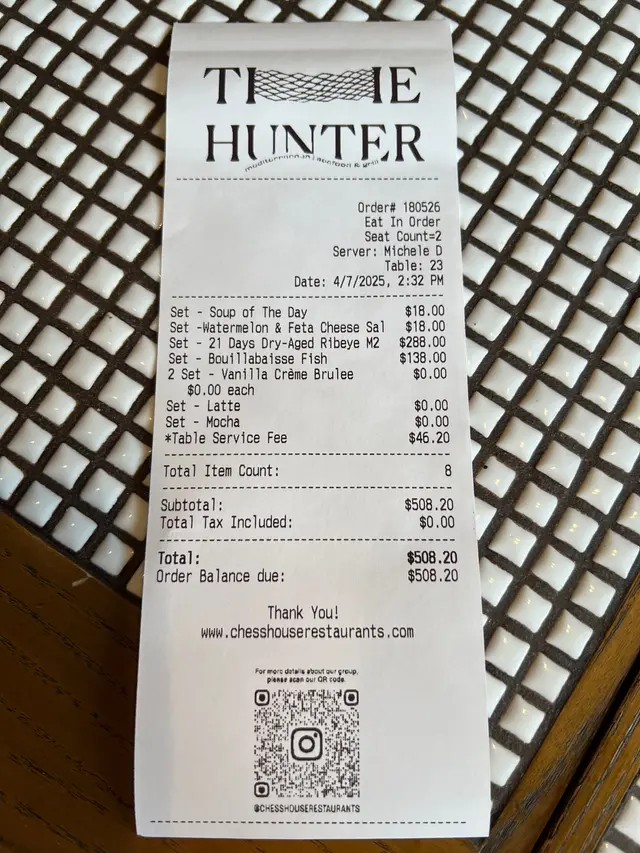 HUNTER
mediterranean | seafood & grill
Order# 180526
Eat In Order
Seat Count=2
Server: Michele D
Table: 23
Date: 4/7/2025, 2:32 PM
Set - Soup of The Day $18.00
Set -Watermelon & Feta Cheese Sal $18.00
Set - 21 Days Dry-Aged Ribeye M2 $288.00
Set - Bouillabaisse Fish $138.00
2 Set - Vanilla Crème Brulee $0.00
$0.00 each
Set - Latte $0.00
Set - Mocha $0.00
*Table Service Fee $46.20
Total Item Count: 8
Subtotal: $508.20
Total Tax Included: $0.00
Total: $508.20
Order Balance due: $508.20
Thank You!
www.chesshouserestaurants.com
For more details about our group,
please scan our QR code.
@CHESSHOUSERESTAURANTS